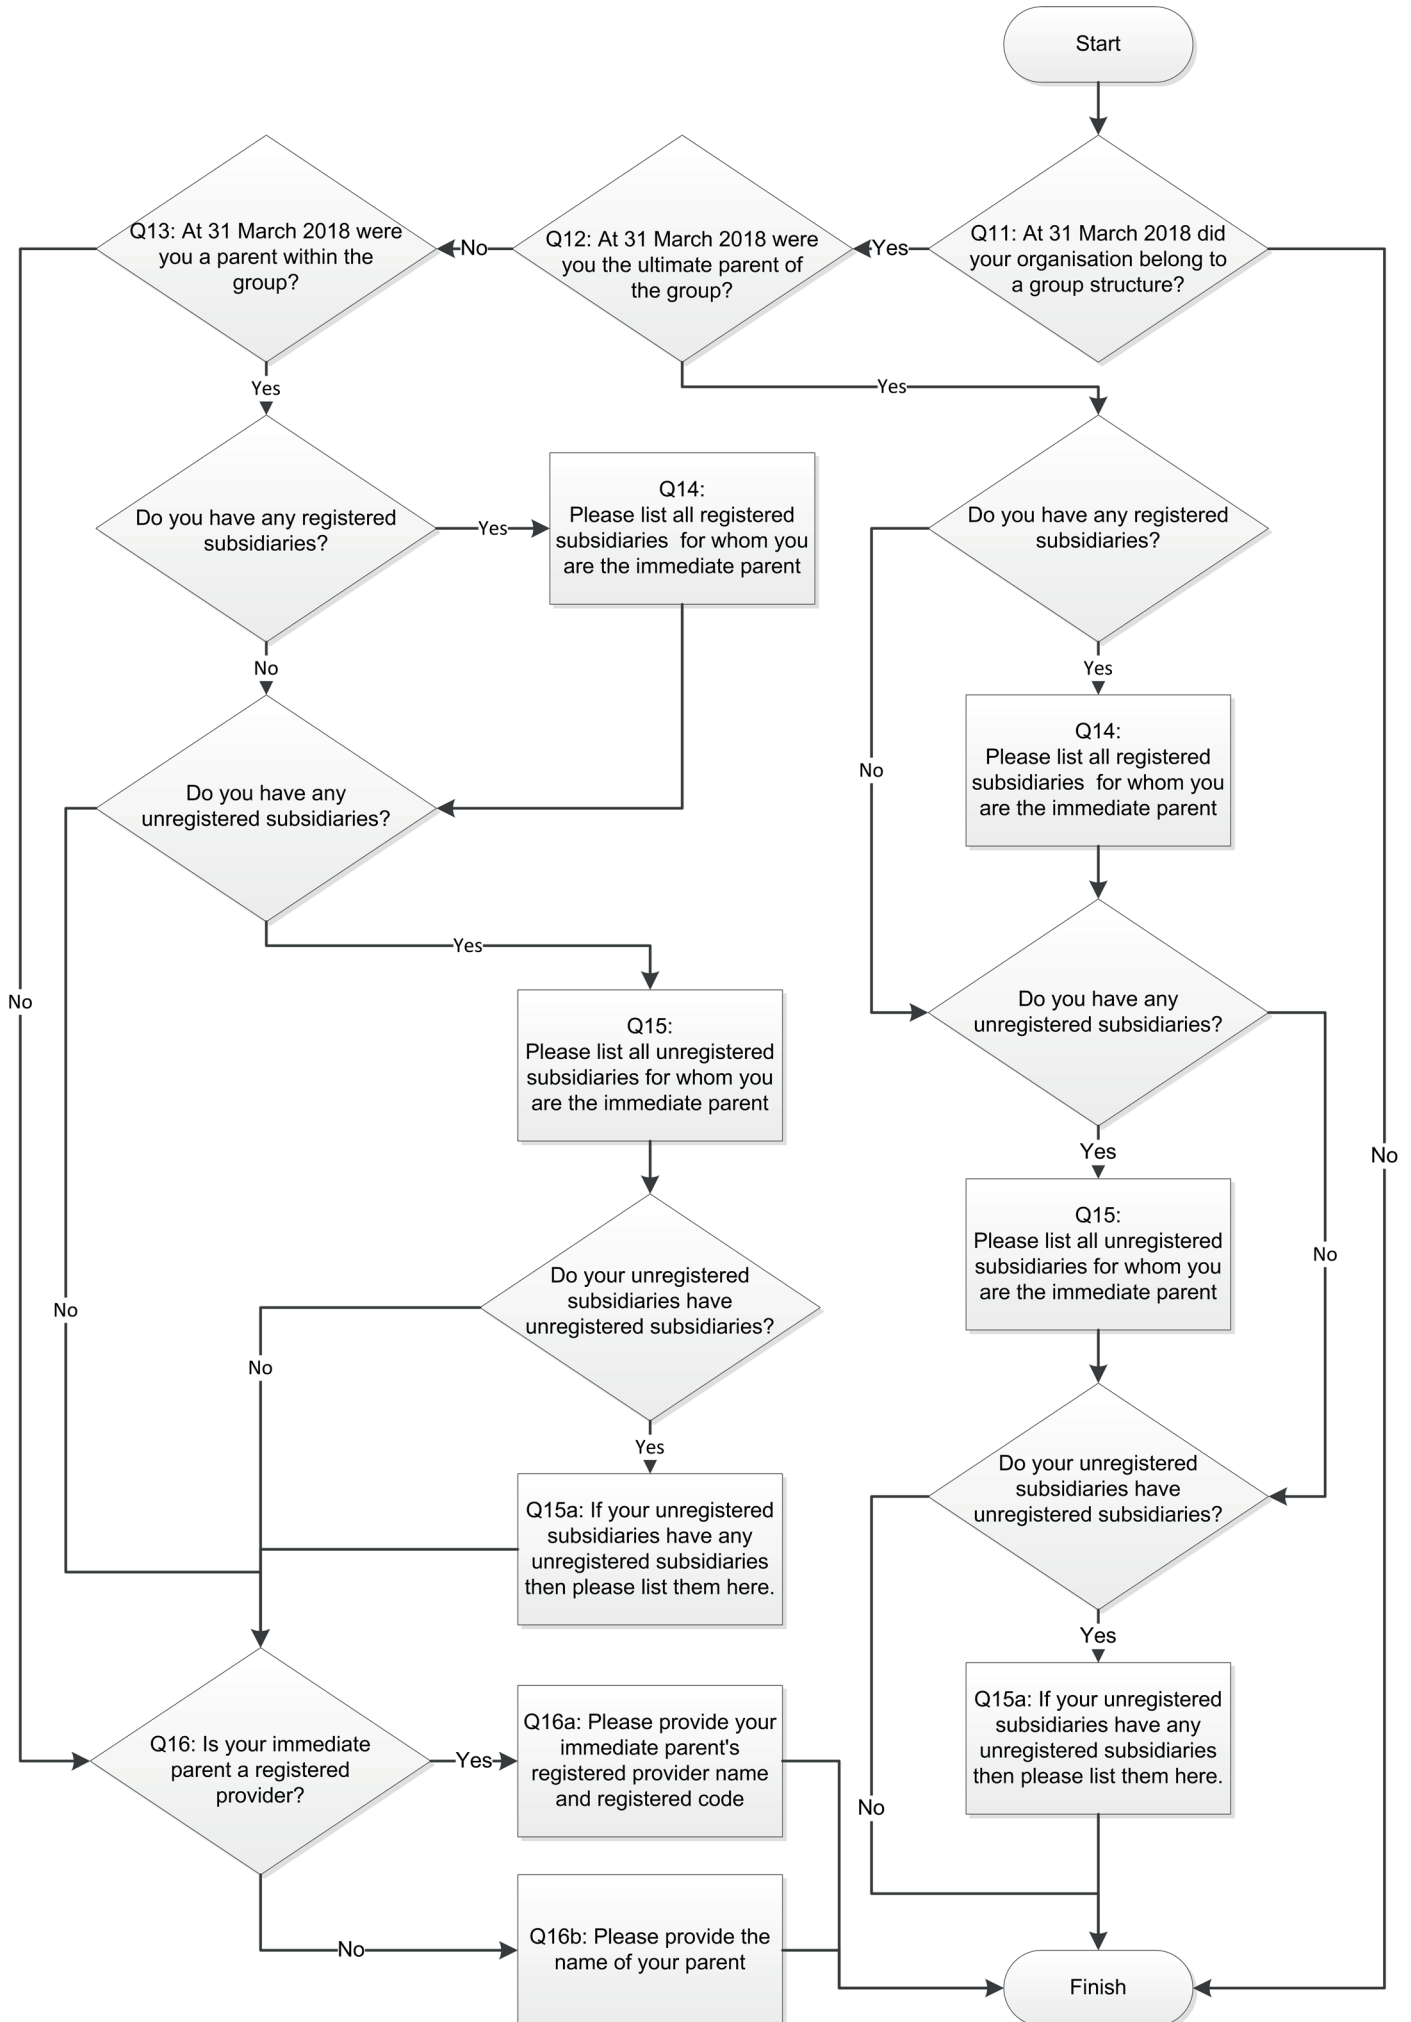 Start
Q13: At 31 March 2018 were
you a parent within the
group?
No
Q12: At 31 March 2018 were
you the ultimate parent of
the group?
Yes
Q11: At 31 March 2018 did
your organisation belong to
a group structure?
Yes
Yes
Do you have any registered
subsidiaries?
Yes
Q14:
Please list all registered
subsidiaries for whom you
are the immediate parent
Do you have any registered
subsidiaries?
No
Yes
Do you have any
unregistered subsidiaries?
No
Q14:
Please list all registered
subsidiaries for whom you
are the immediate parent
Yes
No
Q15:
Please list all unregistered
subsidiaries for whom you
are the immediate parent
Do you have any
unregistered subsidiaries?
Yes
No
No
Do your unregistered
subsidiaries have
unregistered subsidiaries?
Q15:
Please list all unregistered
subsidiaries for whom you
are the immediate parent
No
No
Yes
Q15a: If your unregistered
subsidiaries have any
unregistered subsidiaries
then please list them here.
Do your unregistered
subsidiaries have
unregistered subsidiaries?
Yes
Q16: Is your immediate
parent a registered
provider?
Yes
Q16a: Please provide your
immediate parent's
registered provider name
and registered code
No
Q15a: If your unregistered
subsidiaries have any
unregistered subsidiaries
then please list them here.
No
Q16b: Please provide the
name of your parent
Finish